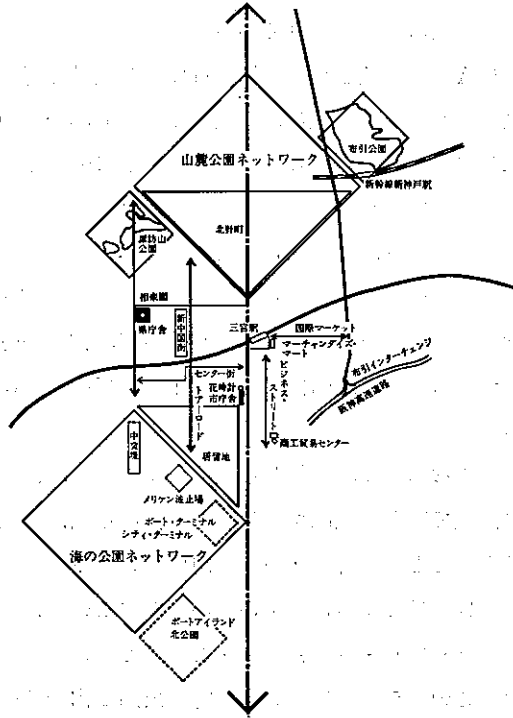 山麓公園ネットワーク
布引公園
新幹線新神戸駅
北野町
諏訪山
公園
相楽園
県庁舎
新中国街
三宮駅
国際マーケット
マーチャンダイズ・
マート
センター街
花時計
市庁舎
トアロード
ビジネス・
ストリート
布引インターチェンジ
阪神高速道路
商工貿易センター
居留地
中突堤
メリケン波止場
ポート・ターミナル
シティ・ターミナル
海の公園ネットワーク
ポートアイランド
北公園